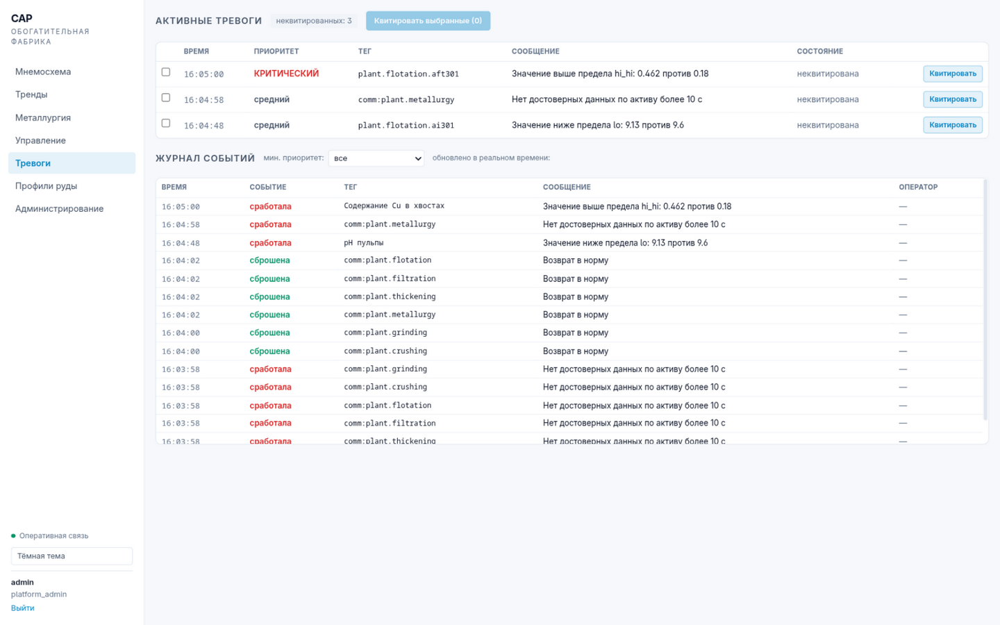 САР
ОБОГАТИТЕЛЬНАЯ
ФАБРИКА
Мнемосхема
Тренды
Металлургия
Управление
Тревоги
Профили руды
Администрирование
Оперативная связь
Тёмная тема
admin
platform_admin
Выйти
АКТИВНЫЕ ТРЕВОГИ неквитированных: 3 Квитировать выбранные (0)
ВРЕМЯ ПРИОРИТЕТ ТЕГ СООБЩЕНИЕ СОСТОЯНИЕ
16:05:00 КРИТИЧЕСКИЙ plant.flotation.aft301 Значение выше предела hi_hi: 0.462 против 0.18 неквитирована Квитировать
16:04:58 средний comm:plant.metallurgy Нет достоверных данных по активу более 10 с неквитирована Квитировать
16:04:48 средний plant.flotation.ai301 Значение ниже предела lo: 9.13 против 9.6 неквитирована Квитировать
ЖУРНАЛ СОБЫТИЙ мин. приоритет: все обновлено в реальном времени:
ВРЕМЯ СОБЫТИЕ ТЕГ СООБЩЕНИЕ ОПЕРАТОР
16:05:00 сработала Содержание Cu в хвостах Значение выше предела hi_hi: 0.462 против 0.18 —
16:04:58 сработала comm:plant.metallurgy Нет достоверных данных по активу более 10 с —
16:04:48 сработала pH пульпы Значение ниже предела lo: 9.13 против 9.6 —
16:04:02 сброшена comm:plant.flotation Возврат в норму —
16:04:02 сброшена comm:plant.filtration Возврат в норму —
16:04:02 сброшена comm:plant.thickening Возврат в норму —
16:04:02 сброшена comm:plant.metallurgy Возврат в норму —
16:04:00 сброшена comm:plant.grinding Возврат в норму —
16:04:00 сброшена comm:plant.crushing Возврат в норму —
16:03:58 сработала comm:plant.grinding Нет достоверных данных по активу более 10 с —
16:03:58 сработала comm:plant.crushing Нет достоверных данных по активу более 10 с —
16:03:58 сработала comm:plant.flotation Нет достоверных данных по активу более 10 с —
16:03:58 сработала comm:plant.filtration Нет достоверных данных по активу более 10 с —
16:03:58 сработала comm:plant.thickening Нет достоверных данных по активу более 10 с —